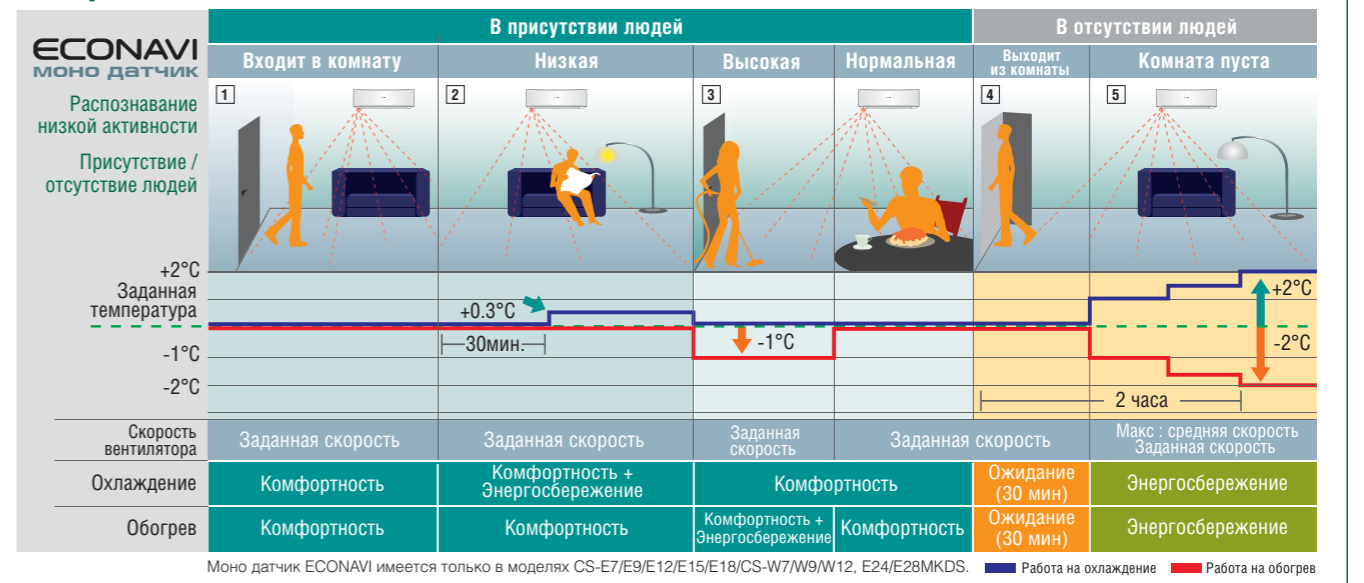 В присутствии людей
В отсутствии людей
ECONAVI
моно датчик
Входит в комнату
Низкая
Высокая
Нормальная
Выходит
из комнаты
Комната пуста
Распознавание
низкой активности
Присутствие /
отсутствие людей
1
2
3
4
5
+2°C
Заданная
температура
-1°C
-2°C
+0.3°C
30мин.
-1°C
+2°C
-2°C
2 часа
Скорость
вентилятора
Заданная скорость
Заданная скорость
Заданная
скорость
Заданная скорость
Макс : средняя скорость
Заданная скорость
Охлаждение
Комфортность
Комфортность +
Энергосбережение
Комфортность
Ожидание
(30 мин)
Энергосбережение
Обогрев
Комфортность
Комфортность
Комфортность +
Энергосбережение
Комфортность
Ожидание
(30 мин)
Энергосбережение
Моно датчик ECONAVI имеется только в моделях CS-E7/E9/E12/E15/E18/CS-W7/W9/W12, E24/E28MKDS.
Работа на охлаждение
Работа на обогрев